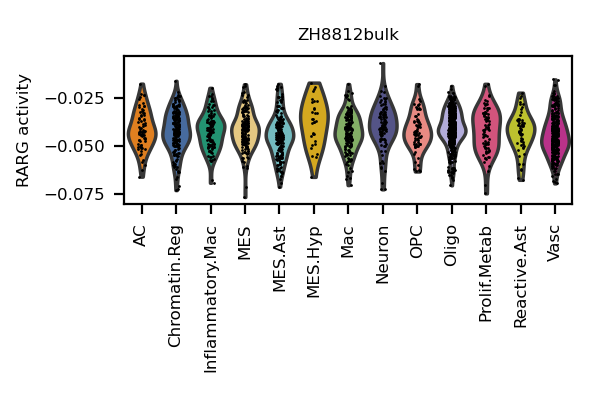 ZH8812bulk
RARG activity
−0.025
−0.050
−0.075
AC
Chromatin.Reg
Inflammatory.Mac
MES
MES.Ast
MES.Hyp
Mac
Neuron
OPC
Oligo
Prolif.Metab
Reactive.Ast
Vasc